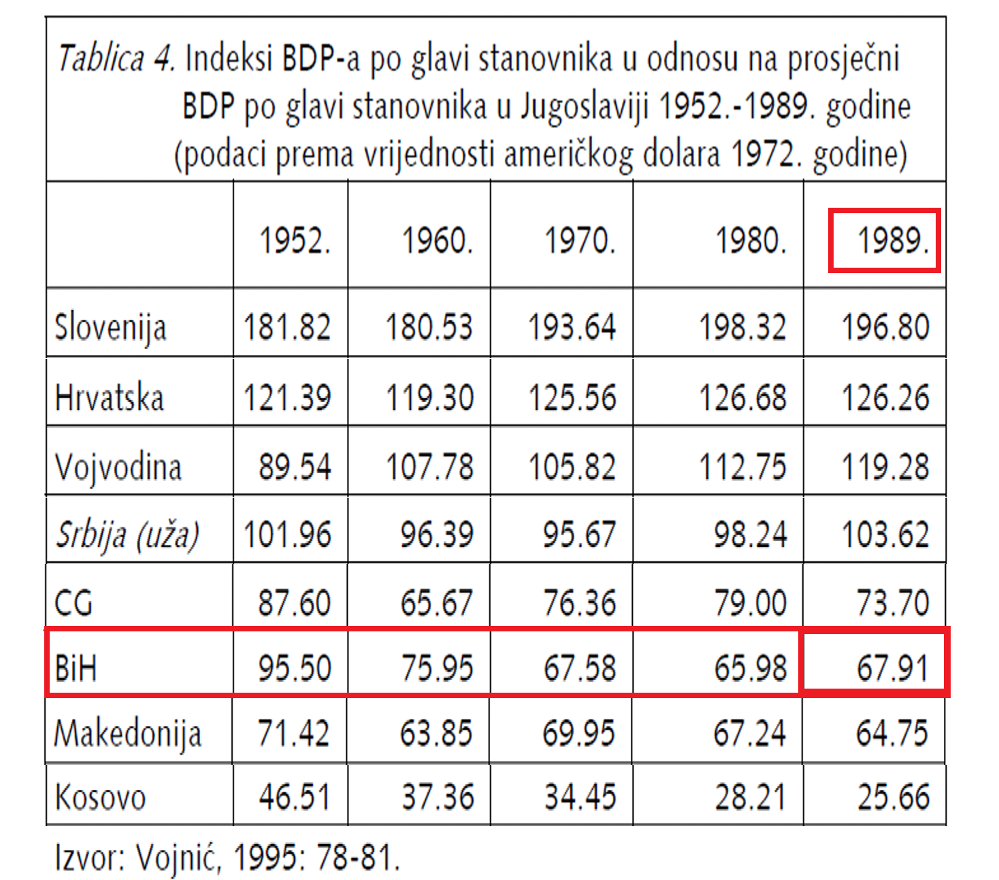 Tablica 4. Indeksi BDP-a po glavi stanovnika u odnosu na prosječni
BDP po glavi stanovnika u Jugoslaviji 1952.-1989. godine
(podaci prema vrijednosti američkog dolara 1972. godine)
1952. 1960. 1970. 1980. 1989.
Slovenija 181.82 180.53 193.64 198.32 196.80
Hrvatska 121.39 119.30 125.56 126.68 126.26
Vojvodina 89.54 107.78 105.82 112.75 119.28
Srbija (uža) 101.96 96.39 95.67 98.24 103.62
CG 87.60 65.67 76.36 79.00 73.70
BiH 95.50 75.95 67.58 65.98 67.91
Makedonija 71.42 63.85 69.95 67.24 64.75
Kosovo 46.51 37.36 34.45 28.21 25.66
Izvor: Vojnić, 1995: 78-81.